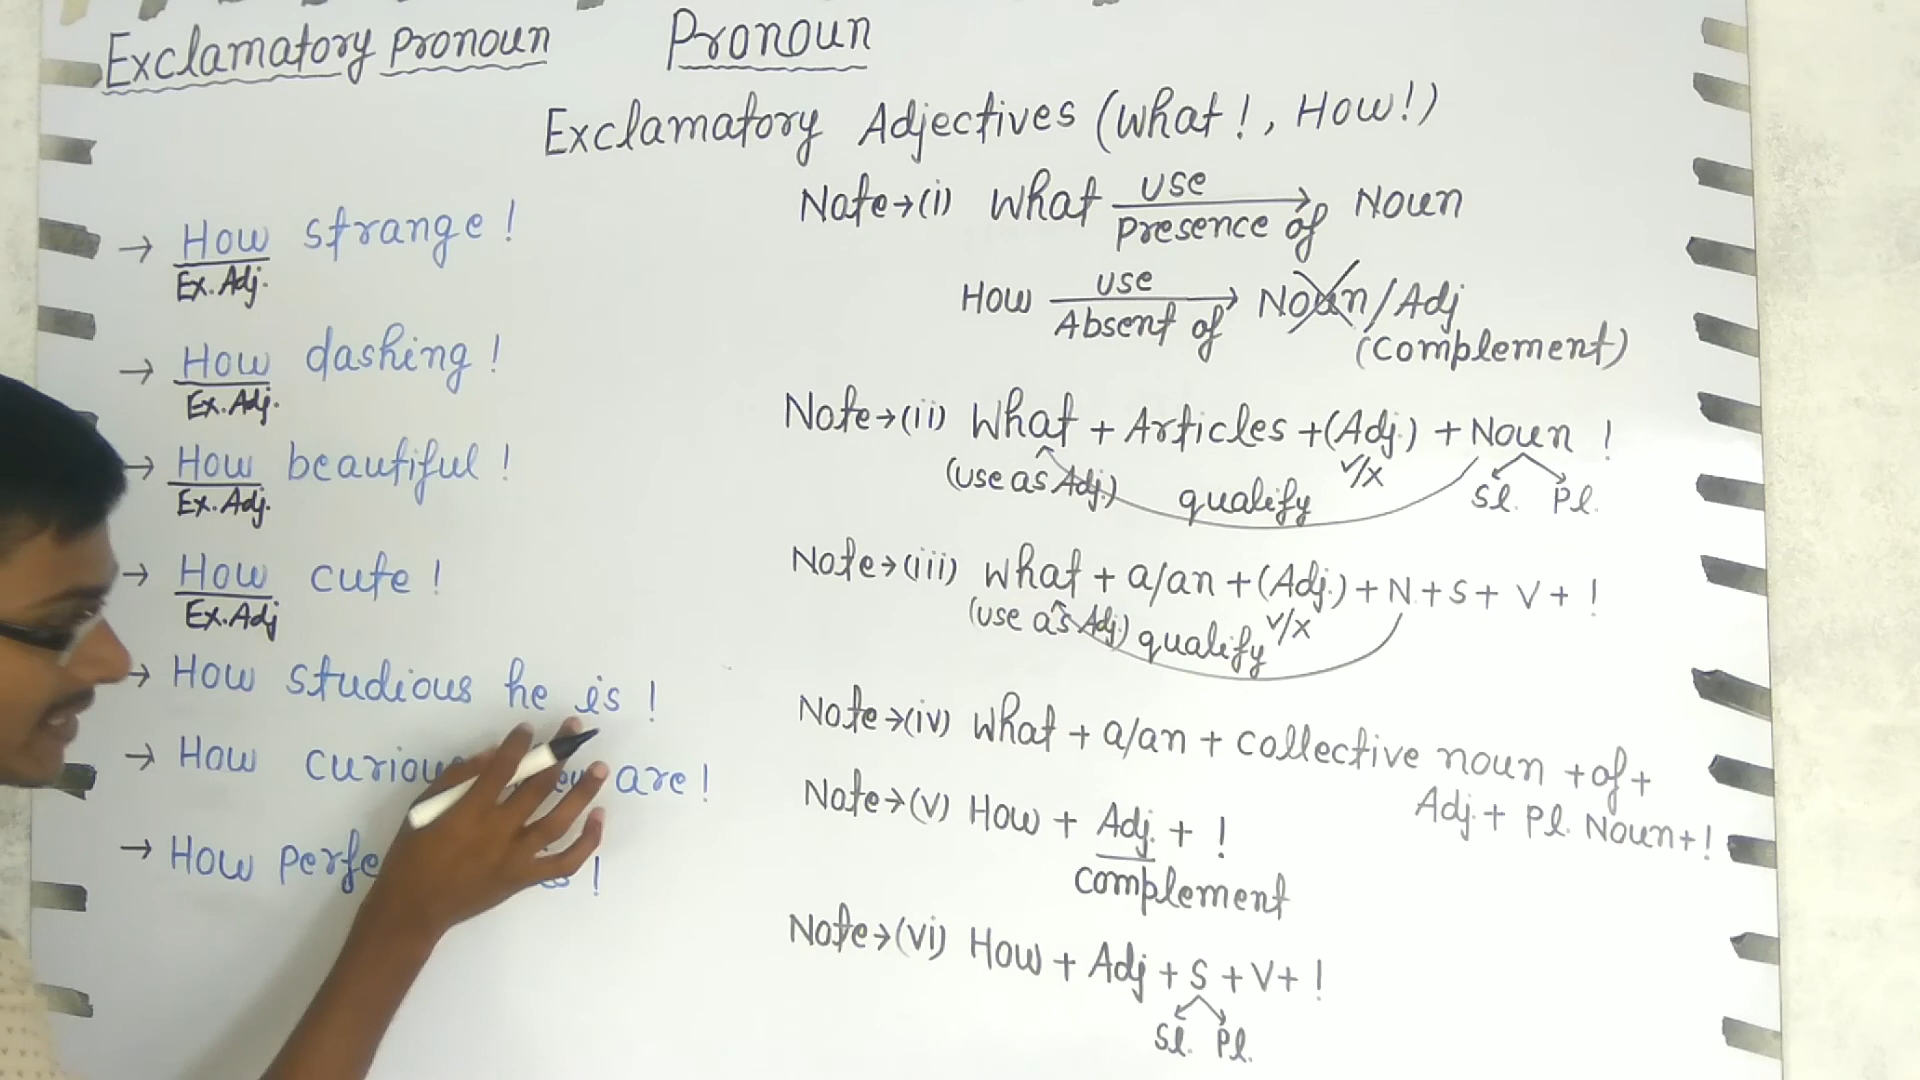 Exclamatory Pronoun
Pronoun
Exclamatory Adjectives (What!, How!)
→ How strange!
Ex. Adj.
→ How dashing!
Ex. Adj.
→ How beautiful!
Ex. Adj.
→ How cute!
Ex. Adj
→ How studious he is!
→ How are!
→ How !
Note→(i) What use Presence of → Noun
How use Absent of → Noun/Adj
(Complement)
Note→(ii) What + Articles + (Adj.) + Noun !
(use as Adj.) qualify ✓/x Sl. Pl.
Note→(iii) What + a/an + (Adj.) + N + S + V + !
(use as Adj.) qualify ✓/x
Note→(iv) What + a/an + collective noun + of +
Adj. + Pl. Noun + !
Note→(v) How + Adj. + !
Complement
Note→(vi) How + Adj + S + V + !
Sl. Pl.